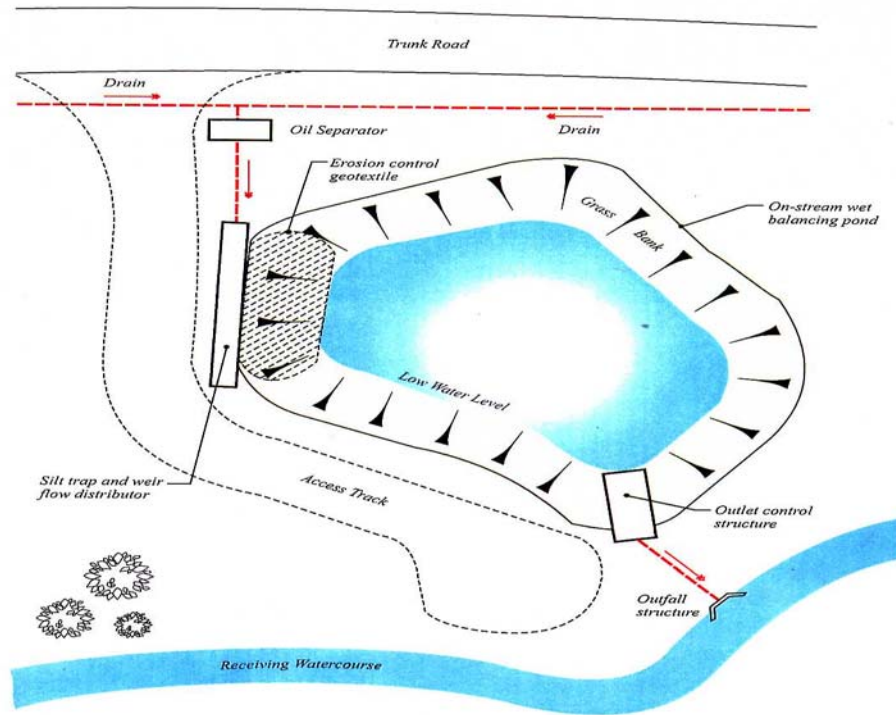 Trunk Road
Drain
Oil Separator
Drain
Erosion control
geotextile
Grass
Bank
On-stream wet
balancing pond
Low Water Level
Silt trap and weir
flow distributor
Access Track
Outlet control
structure
Outfall
structure
Receiving Watercourse